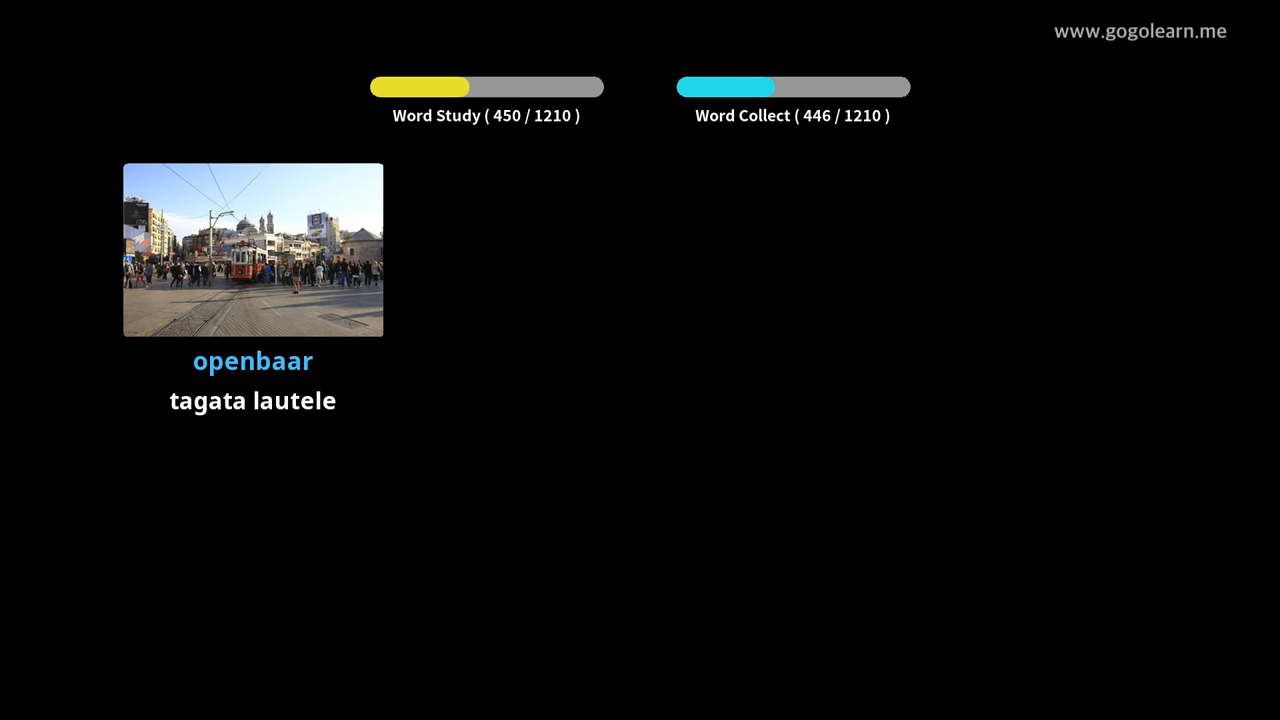 www.gogolearn.me
Word Study ( 450 / 1210 )
Word Collect ( 446 / 1210 )
openbaar
tagata lautele